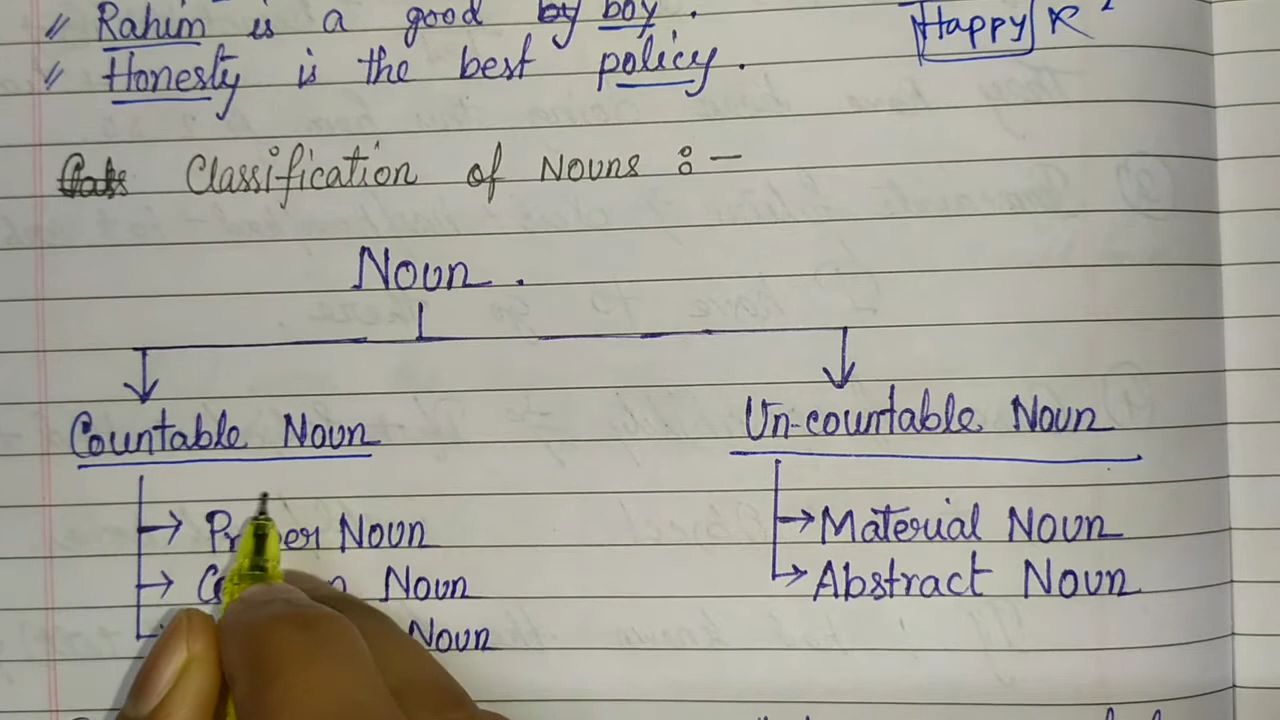 // Rahim is a good by boy.
Happy R
// Honesty is the best policy.
Classification of Nouns :-
Noun.
Countable Noun
Un-countable Noun
Noun
Material Noun
Noun
Abstract Noun
Noun